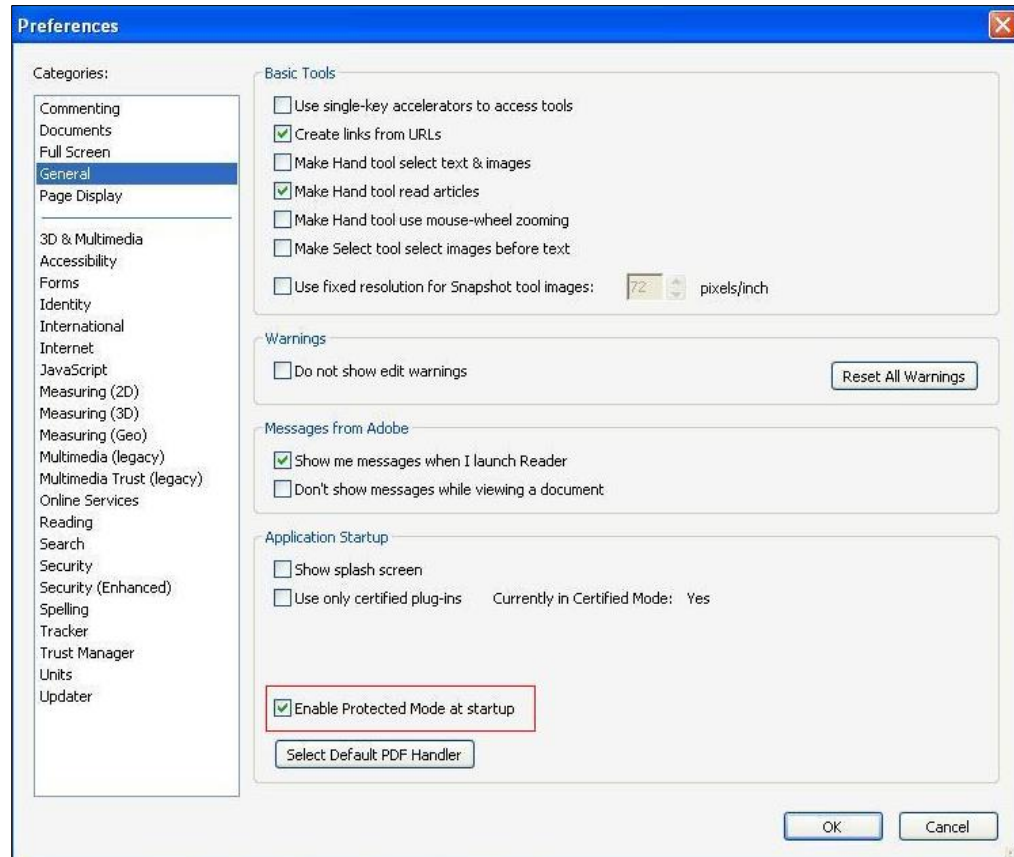 Preferences
Categories:
Commenting
Documents
Full Screen
General
Page Display
3D & Multimedia
Accessibility
Forms
Identity
International
Internet
JavaScript
Measuring (2D)
Measuring (3D)
Measuring (Geo)
Multimedia (legacy)
Multimedia Trust (legacy)
Online Services
Reading
Search
Security
Security (Enhanced)
Spelling
Tracker
Trust Manager
Units
Updater
Basic Tools
Use single-key accelerators to access tools
Create links from URLs
Make Hand tool select text & images
Make Hand tool read articles
Make Hand tool use mouse-wheel zooming
Make Select tool select images before text
Use fixed resolution for Snapshot tool images: 72 pixels/inch
Warnings
Do not show edit warnings Reset All Warnings
Messages from Adobe
Show me messages when I launch Reader
Don't show messages while viewing a document
Application Startup
Show splash screen
Use only certified plug-ins Currently in Certified Mode: Yes
Enable Protected Mode at startup
Select Default PDF Handler
OK Cancel